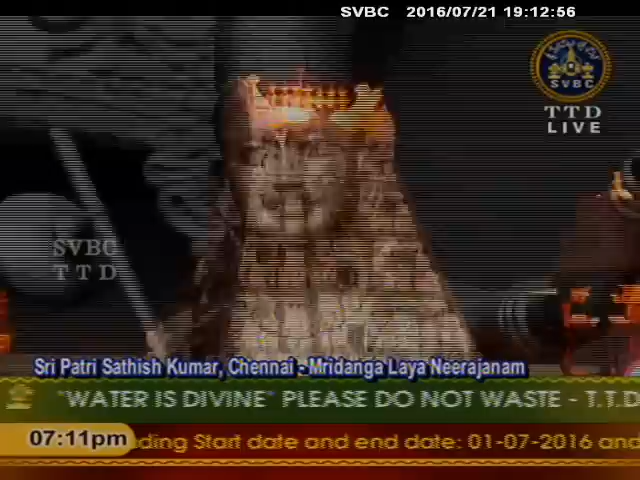 SVBC 2016/07/21 19:12:56
SVBC
TTD
LIVE
SVBC
TTD
Sri Patri Sathish Kumar, Chennai - Mridanga Laya Neerajanam
"WATER IS DIVINE" PLEASE DO NOT WASTE - T.T.D
07:11pm ding Start date and end date: 01-07-2016 and